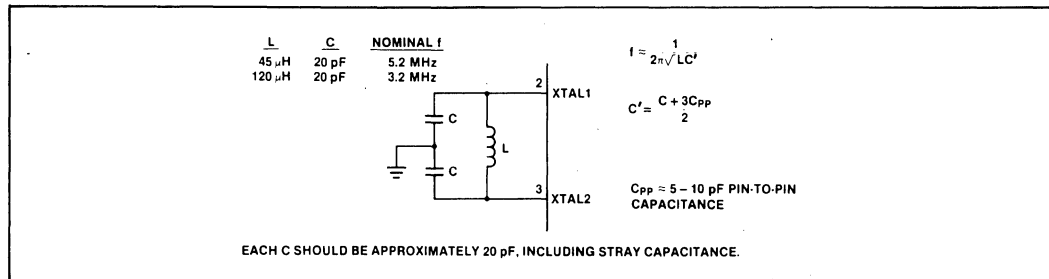 L C NOMINAL f
45 μH 20 pF 5.2 MHz
120 μH 20 pF 3.2 MHz
f ≈ 1
2π√LC′
C′ = C + 3CPP
2
2 XTAL1
C
L
C
3 XTAL2
CPP ≈ 5 – 10 pF PIN-TO-PIN
CAPACITANCE
EACH C SHOULD BE APPROXIMATELY 20 pF, INCLUDING STRAY CAPACITANCE.